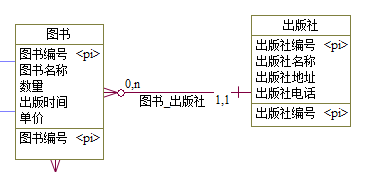 图书
图书编号 <pi>
图书名称
数量
出版时间
单价
图书编号 <pi>
0,n
图书_出版社
1,1
出版社
出版社编号 <pi>
出版社名称
出版社地址
出版社电话
出版社编号 <pi>